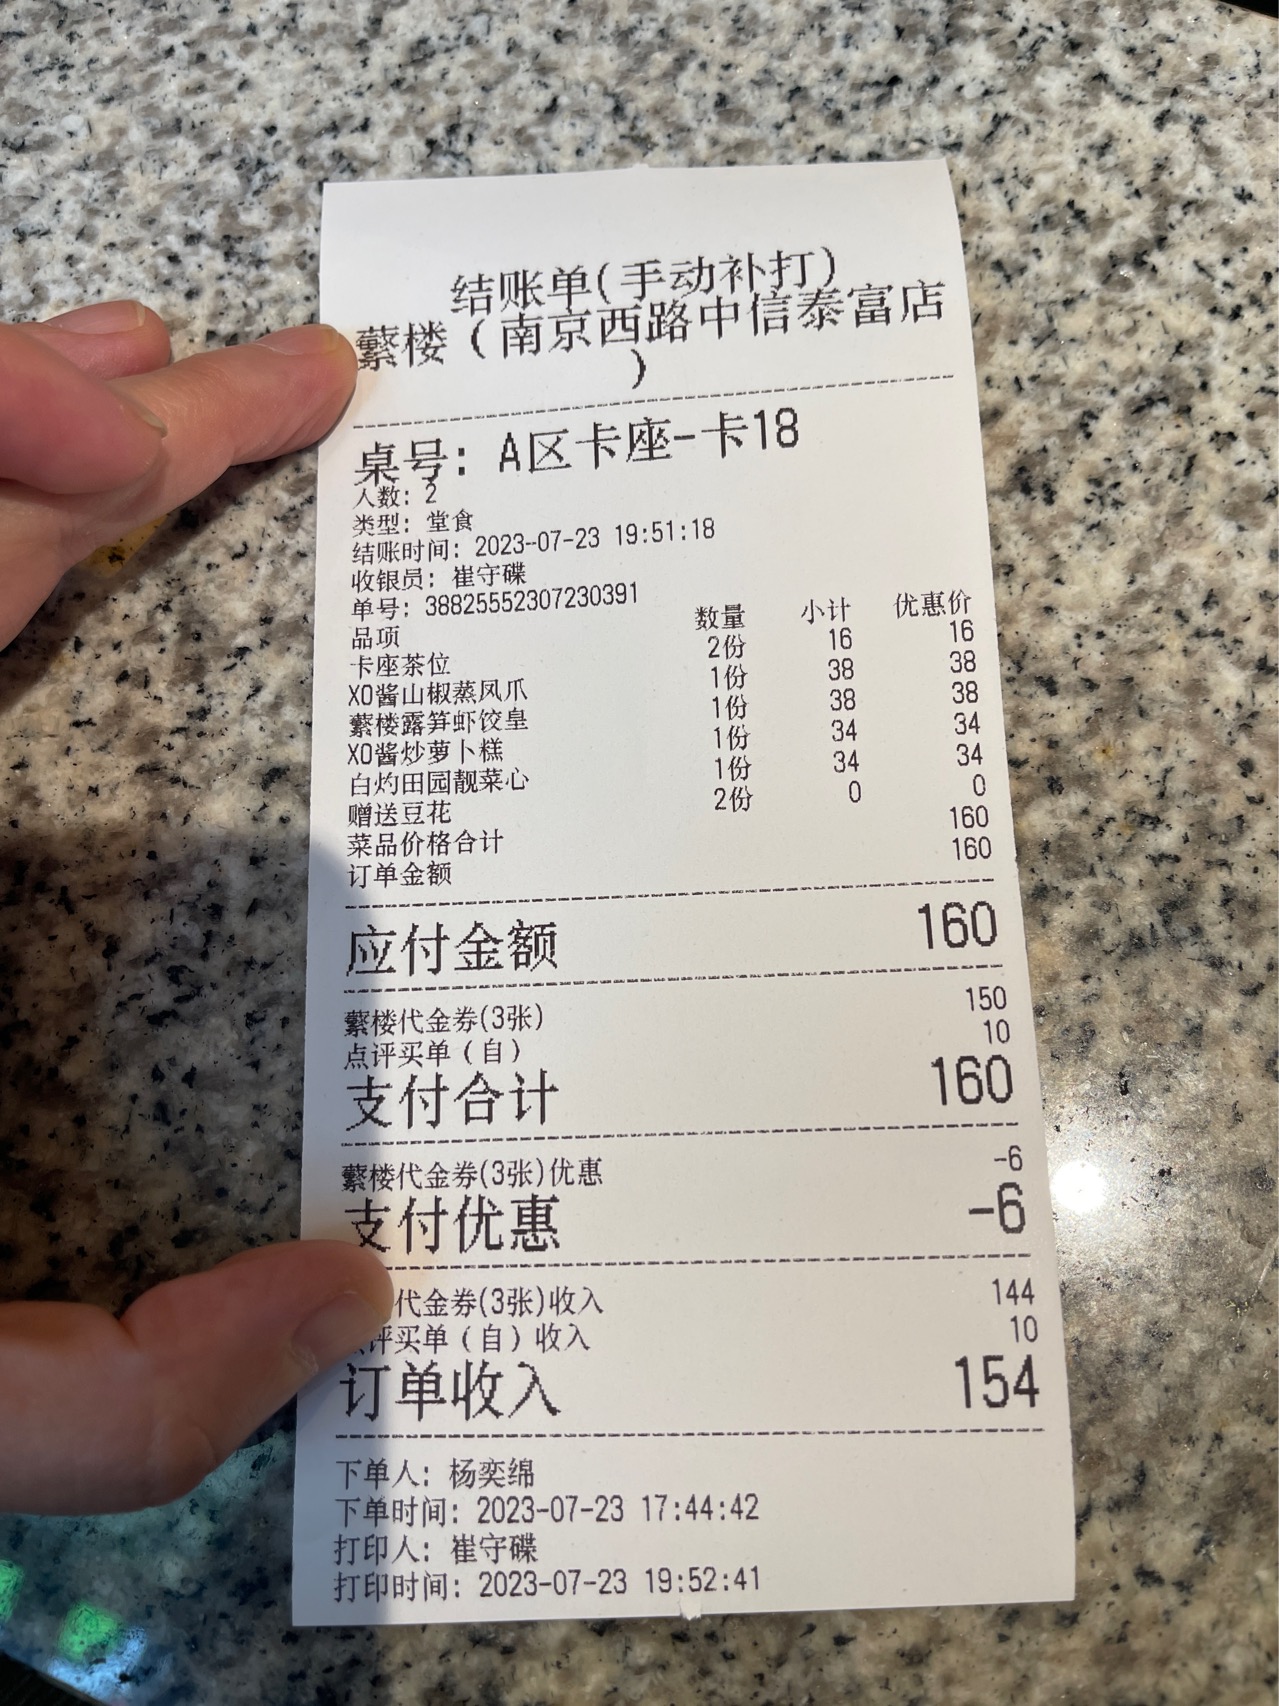 结账单(手动补打)
蘩楼（南京西路中信泰富店
）
桌号: A区卡座-卡18
人数: 2
类型: 堂食
结账时间: 2023-07-23 19:51:18
收银员: 崔守碟
单号: 38825552307230391
品项 数量 小计 优惠价
卡座茶位 2份 16 16
XO酱山椒蒸凤爪 1份 38 38
蘩楼露笋虾饺皇 1份 38 38
XO酱炒萝卜糕 1份 34 34
白灼田园靓菜心 1份 34 34
赠送豆花 2份 0 0
菜品价格合计 160
订单金额 160
应付金额 160
蘩楼代金券(3张) 150
点评买单（自） 10
支付合计 160
蘩楼代金券(3张)优惠 -6
支付优惠 -6
代金券(3张)收入 144
评买单（自）收入 10
订单收入 154
下单人: 杨奕绵
下单时间: 2023-07-23 17:44:42
打印人: 崔守碟
打印时间: 2023-07-23 19:52:41